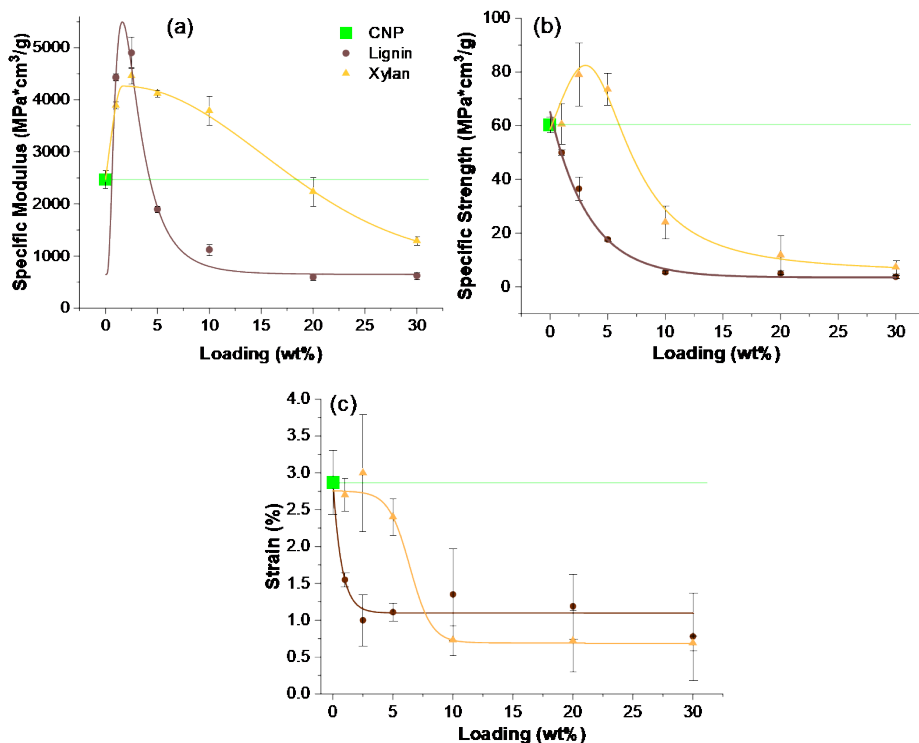 (a)
CNP
Lignin
Xylan
5000
4000
3000
2000
1000
0
Specific Modulus (MPa*cm³/g)
0 5 10 15 20 25 30
Loading (wt%)
(b)
100
80
60
40
20
0
Specific Strength (MPa*cm³/g)
0 5 10 15 20 25 30
Loading (wt%)
(c)
4.0
3.5
3.0
2.5
2.0
1.5
1.0
0.5
0.0
Strain (%)
0 5 10 15 20 25 30
Loading (wt%)